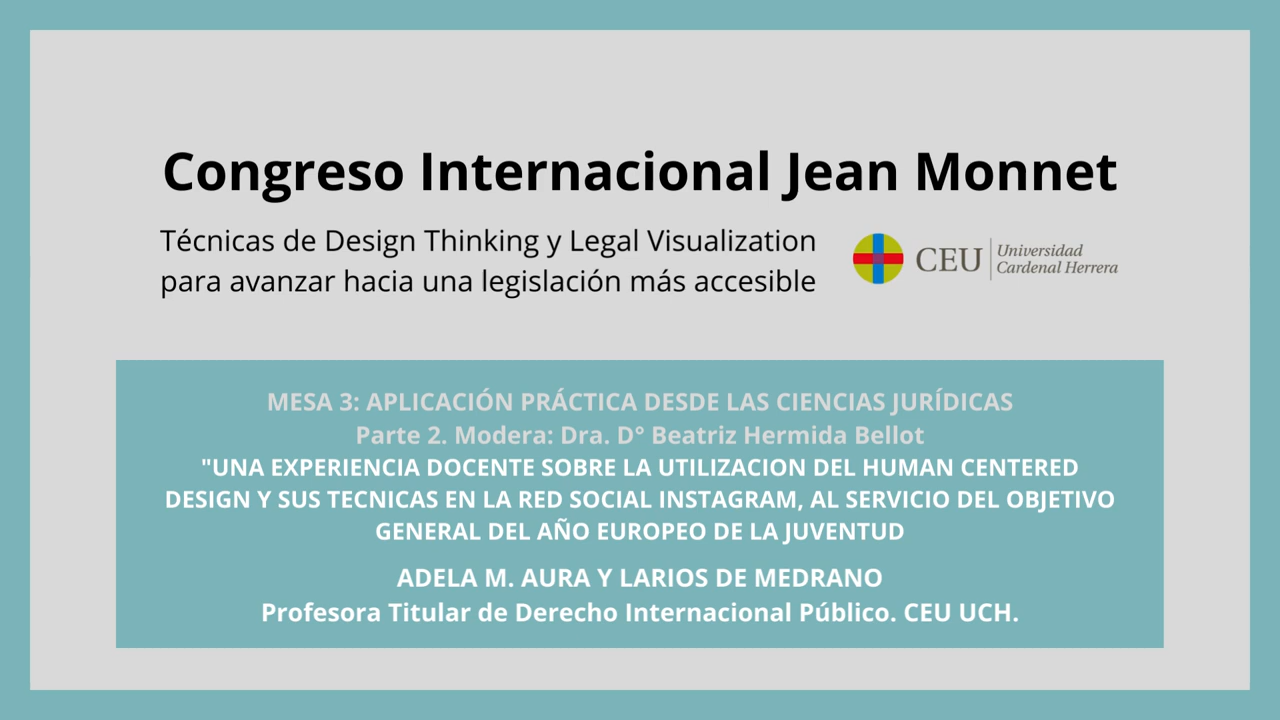 Congreso Internacional Jean Monnet
Técnicas de Design Thinking y Legal Visualization
para avanzar hacia una legislación más accesible
CEU
Universidad
Cardenal Herrera
MESA 3: APLICACIÓN PRÁCTICA DESDE LAS CIENCIAS JURÍDICAS
Parte 2. Modera: Dra. D° Beatriz Hermida Bellot
"UNA EXPERIENCIA DOCENTE SOBRE LA UTILIZACION DEL HUMAN CENTERED
DESIGN Y SUS TECNICAS EN LA RED SOCIAL INSTAGRAM, AL SERVICIO DEL OBJETIVO
GENERAL DEL AÑO EUROPEO DE LA JUVENTUD
ADELA M. AURA Y LARIOS DE MEDRANO
Profesora Titular de Derecho Internacional Público. CEU UCH.